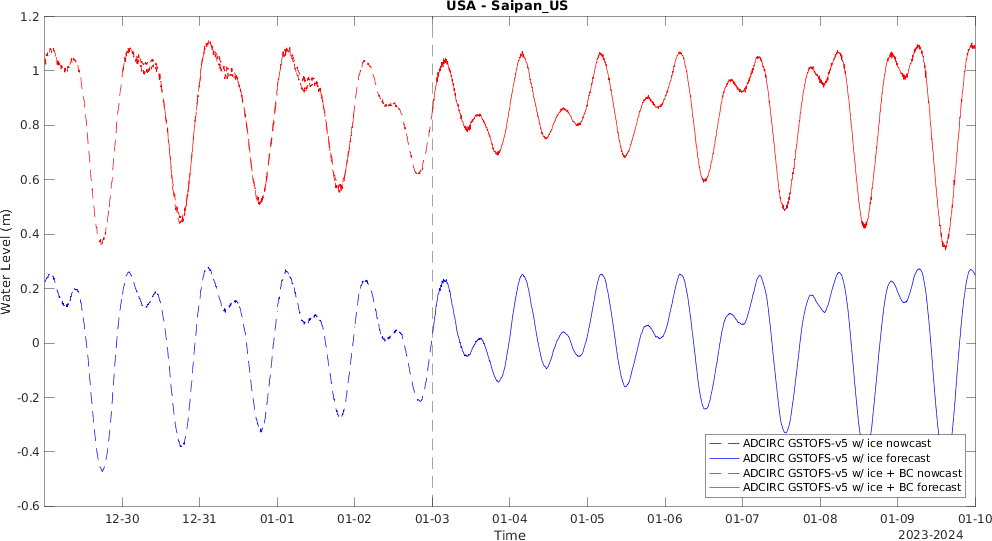 USA - Saipan_US
1.2
1
0.8
0.6
0.4
0.2
0
-0.2
-0.4
-0.6
Water Level (m)
12-30 12-31 01-01 01-02 01-03 01-04 01-05 01-06 01-07 01-08 01-09 01-10
Time
2023-2024
ADCIRC GSTOFS-v5 w/ ice nowcast
ADCIRC GSTOFS-v5 w/ ice forecast
ADCIRC GSTOFS-v5 w/ ice + BC nowcast
ADCIRC GSTOFS-v5 w/ ice + BC forecast